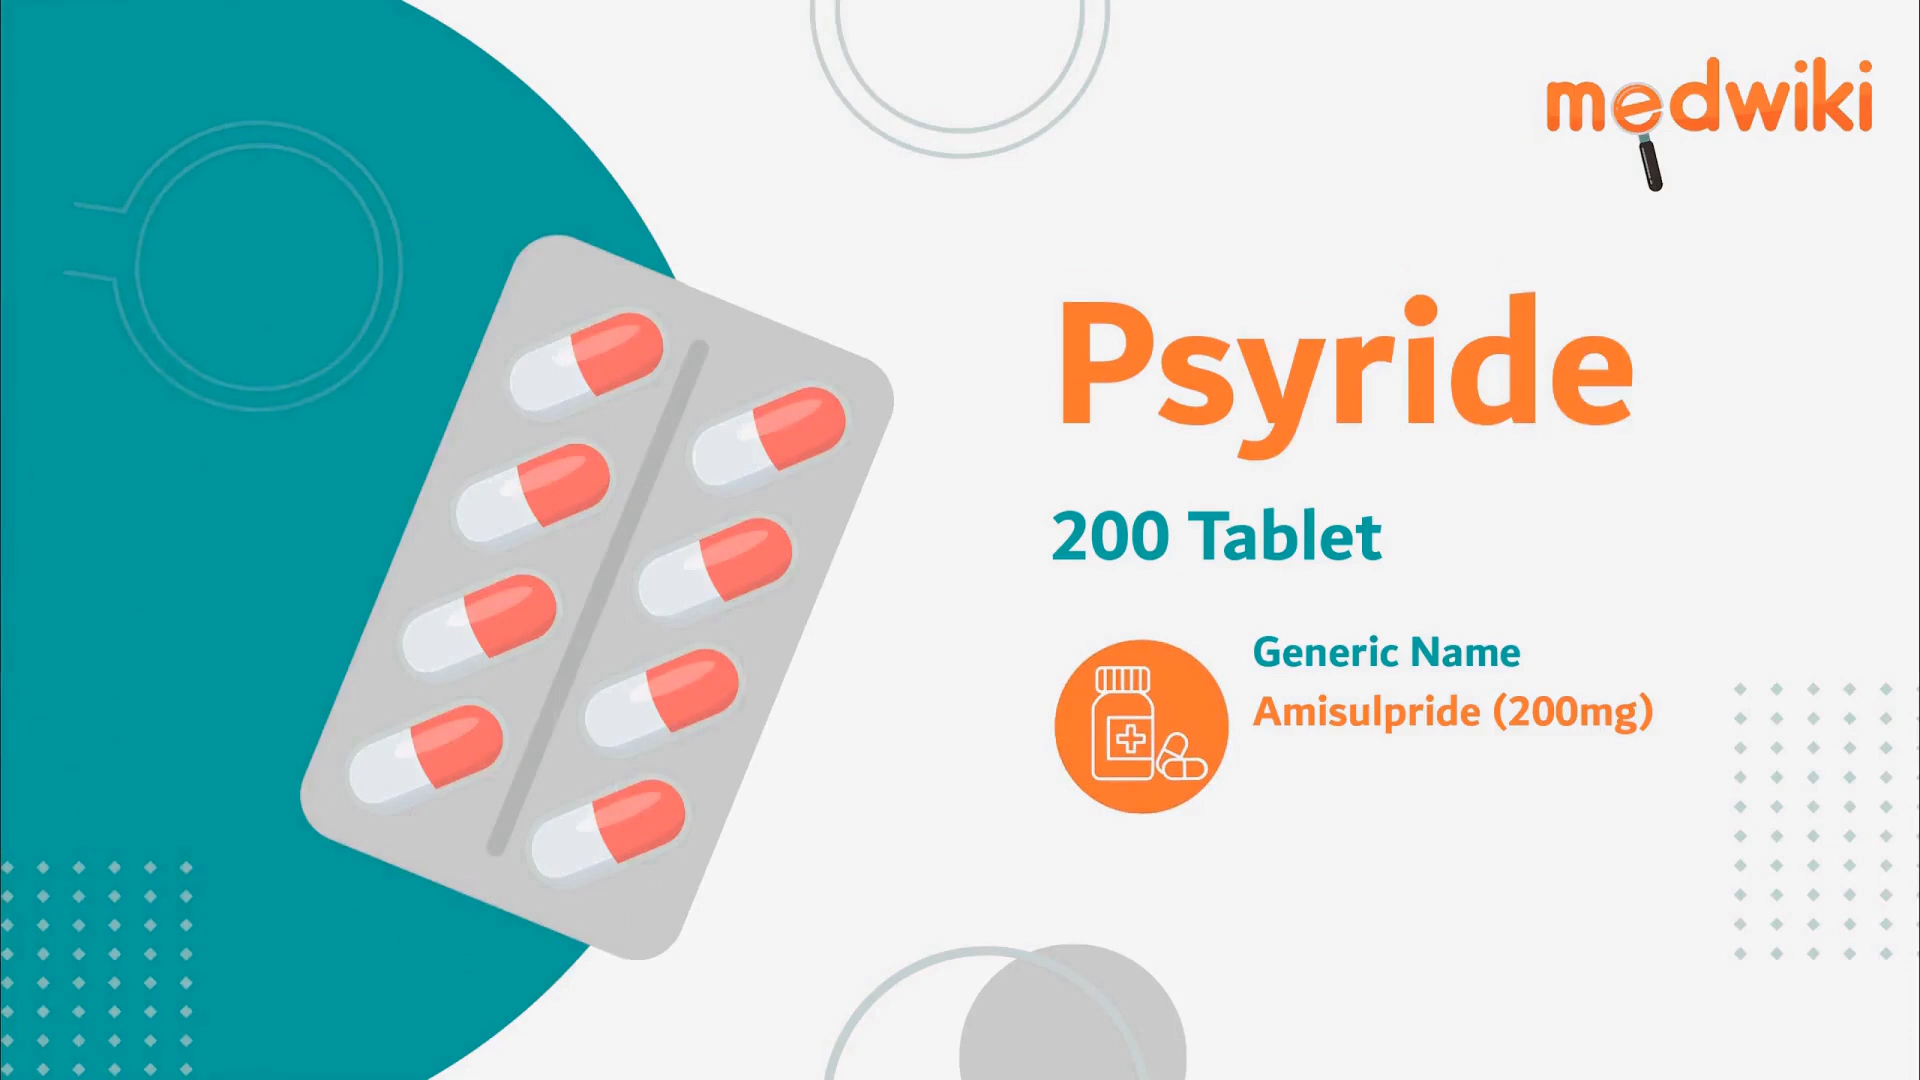 medwiki
Psyride
200 Tablet
Generic Name
Amisulpride (200mg)